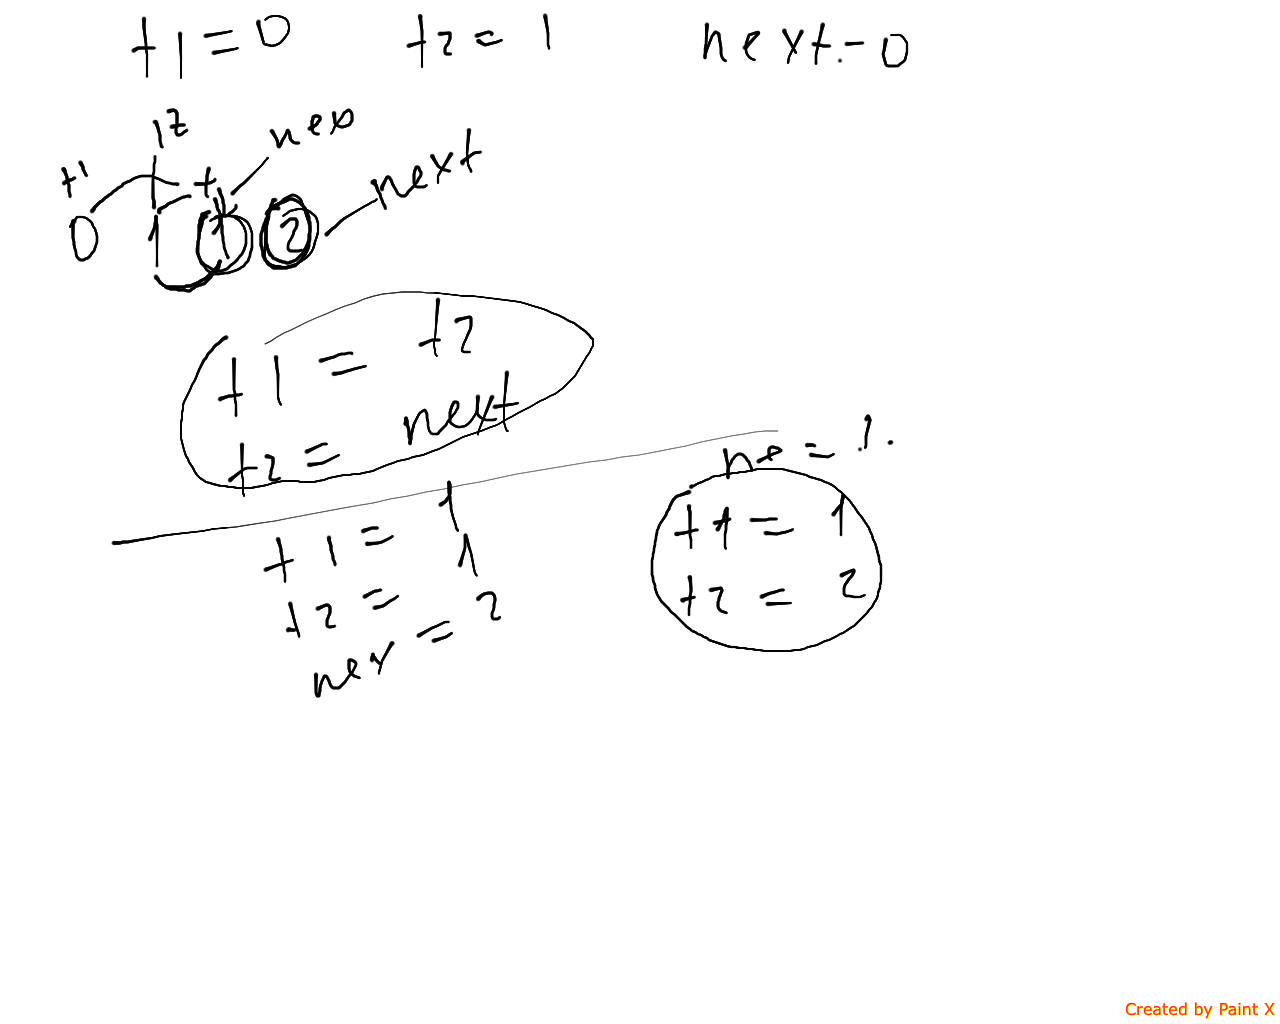 t1 = 0 t2 = 1 next - 0
nex
t1 next
0 1 1 2
t1 = t2
t2 = next
ne = 1.
t1 = 1 t1 = 1
t2 = 1 t2 = 2
nex = 2
Created by Paint X